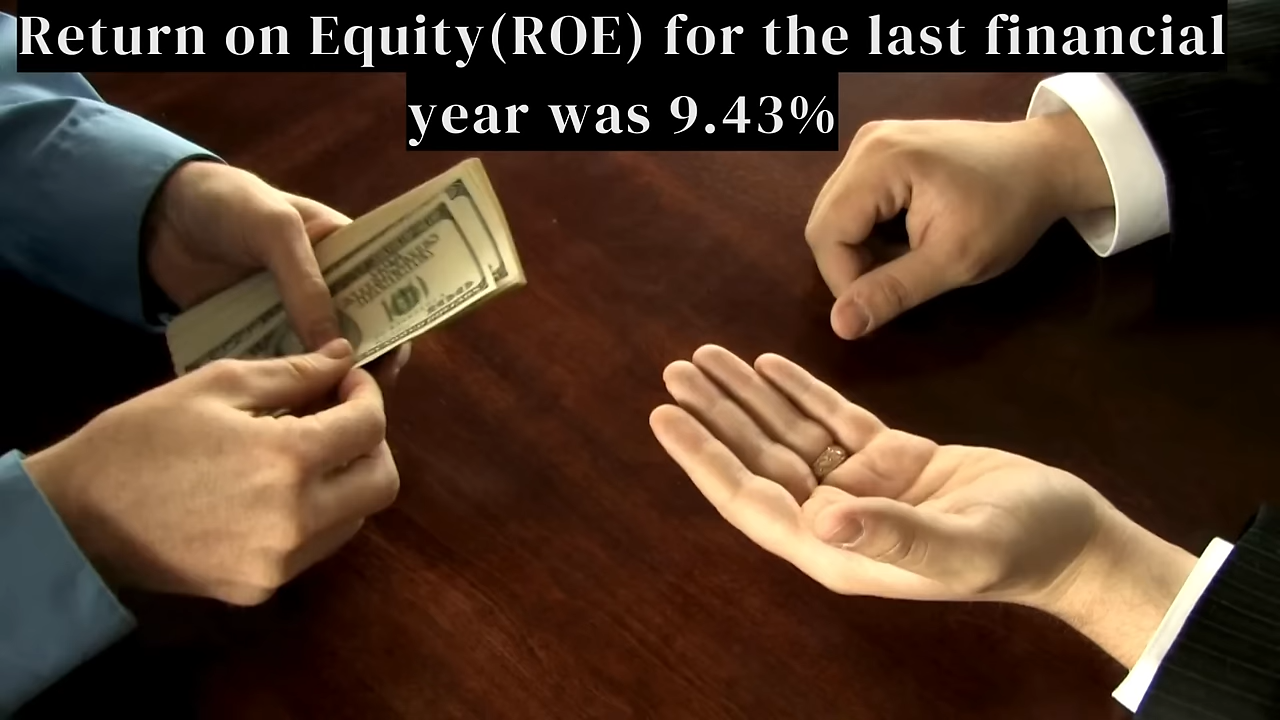 Return on Equity(ROE) for the last financial
year was 9.43%